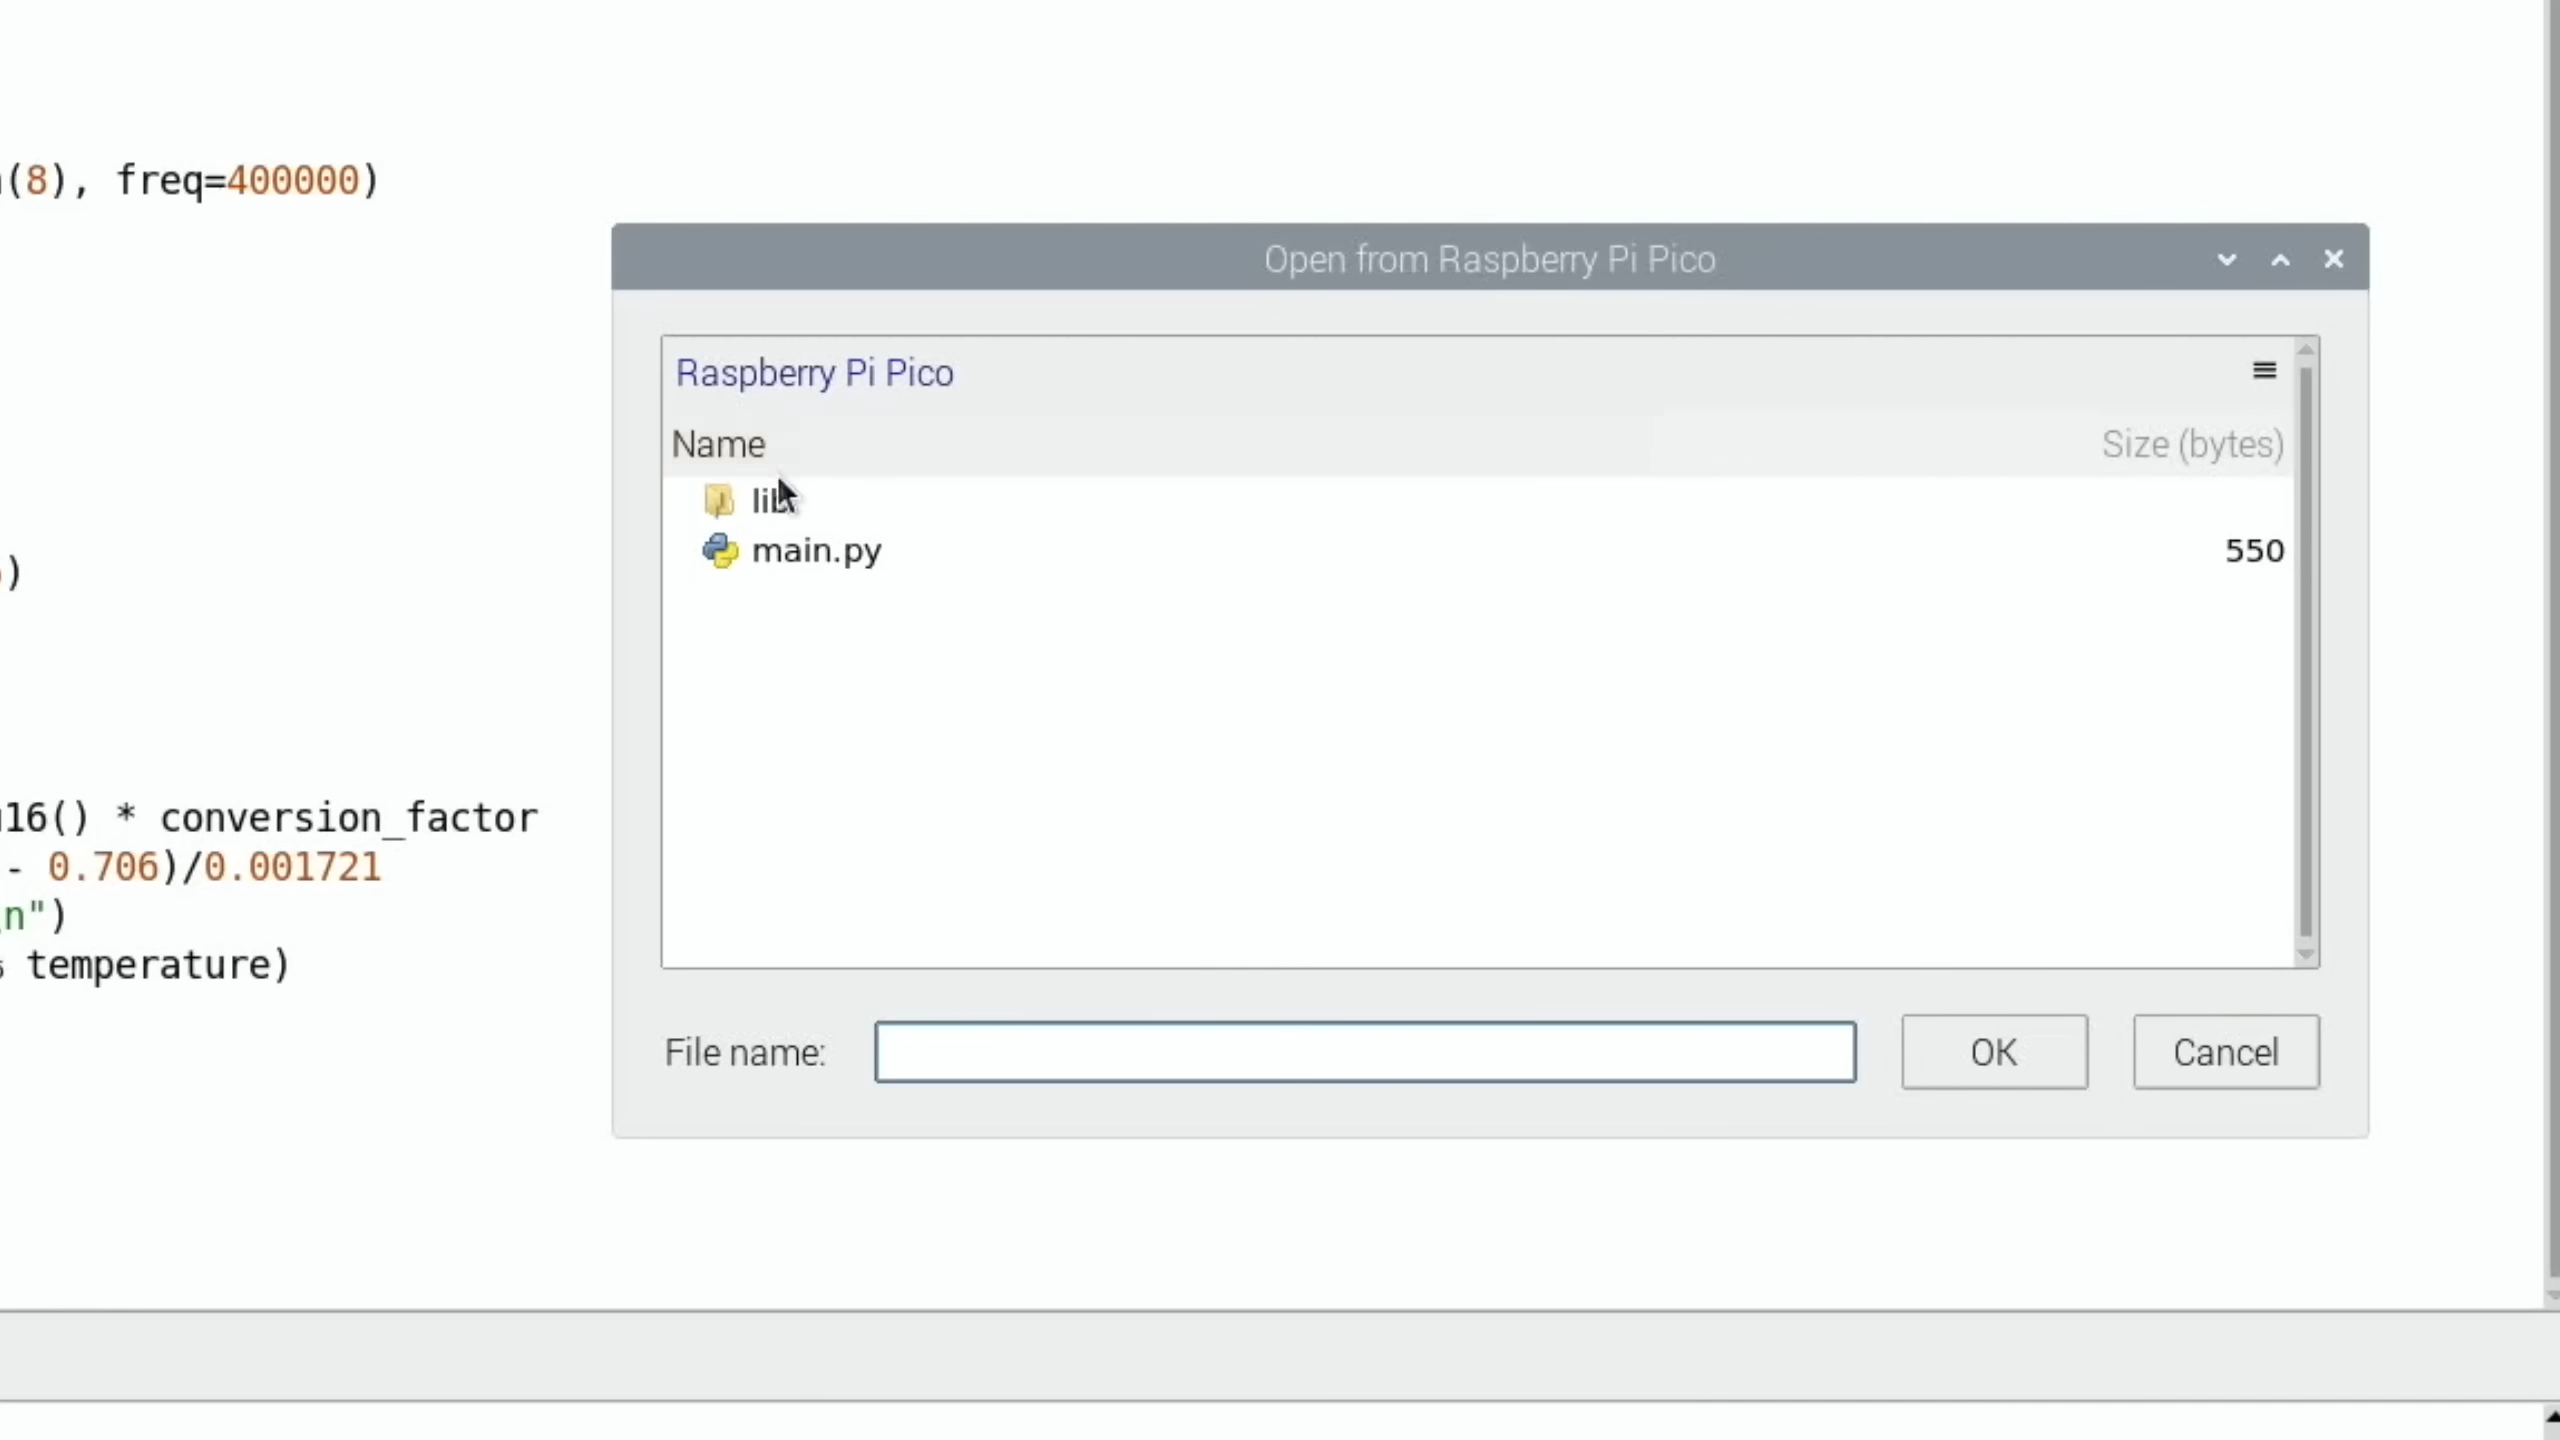 (8), freq=400000)
Open from Raspberry Pi Pico
Raspberry Pi Pico
Name Size (bytes)
lib
main.py 550
)
16() * conversion_factor
- 0.706)/0.001721
n")
temperature)
File name: OK Cancel